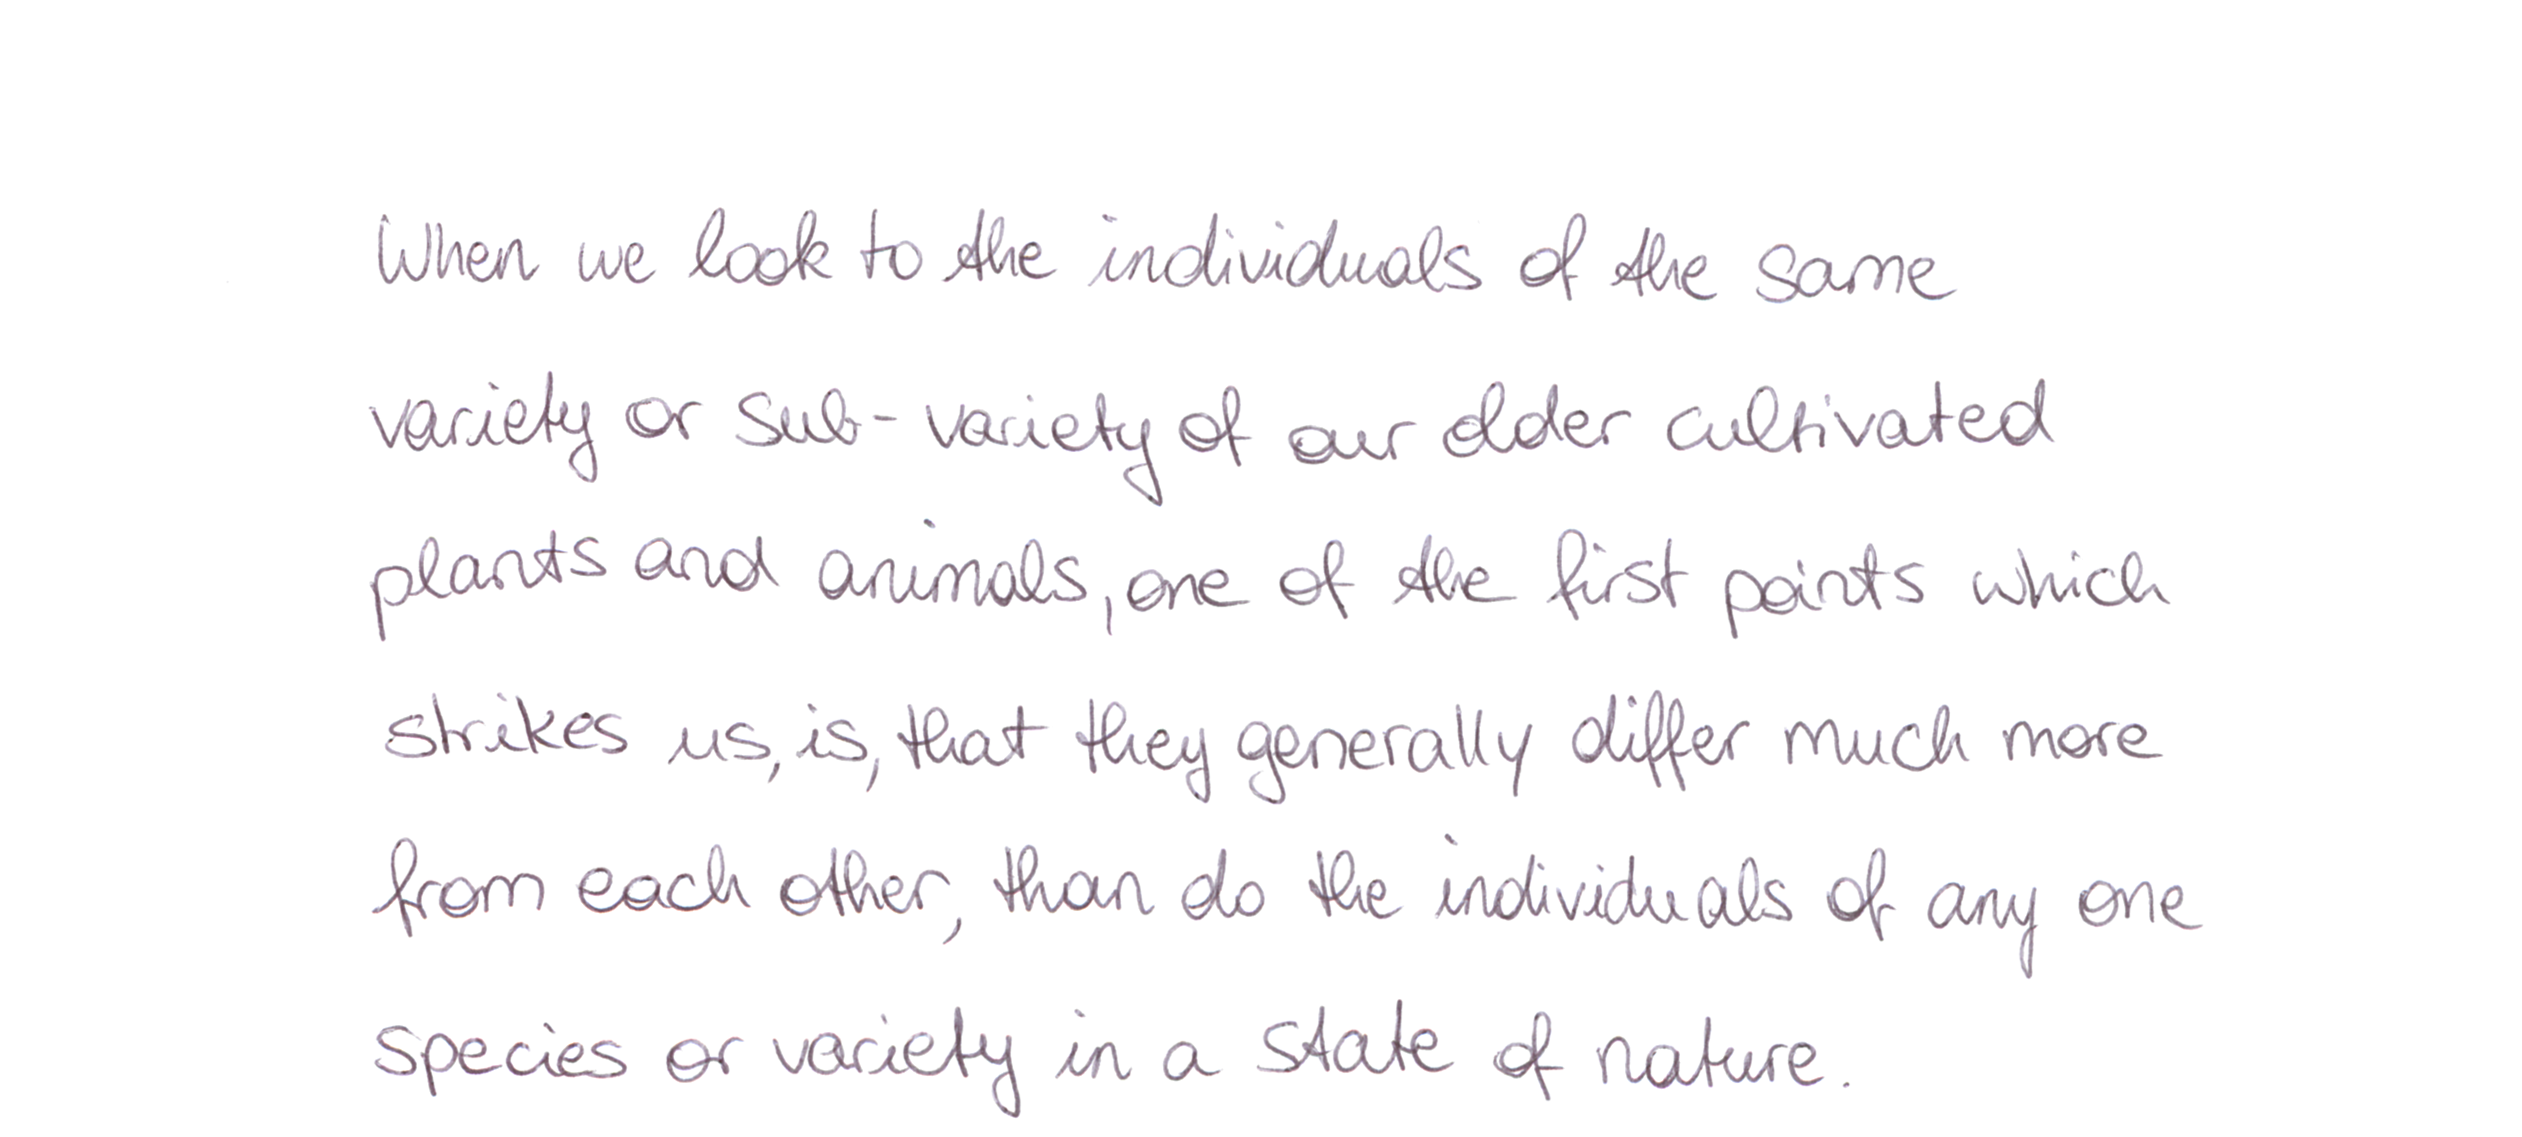 When we look to the individuals of the same
variety or sub-variety of our older cultivated
plants and animals, one of the first points which
strikes us, is, that they generally differ much more
from each other, than do the individuals of any one
species or variety in a state of nature.